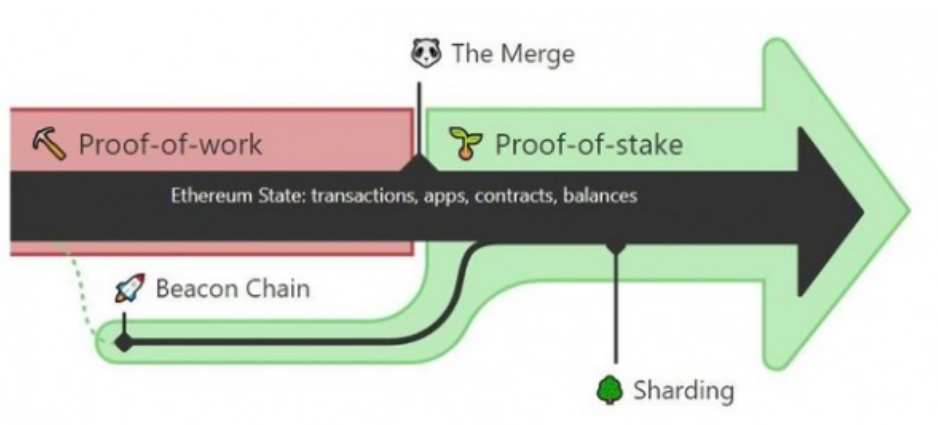 The Merge
Proof-of-work
Proof-of-stake
Ethereum State: transactions, apps, contracts, balances
Beacon Chain
Sharding